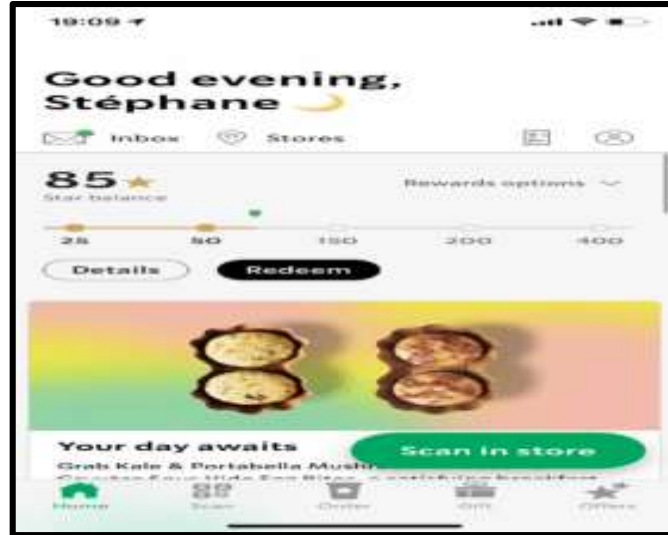 19:09
Good evening,
Stéphane
Inbox Stores
85
Star balance
Rewards options
25 50 150 200 400
Details Redeem
Your day awaits
Scan in store
Grab Kale & Portabella
Home Scan Order Gift Offers